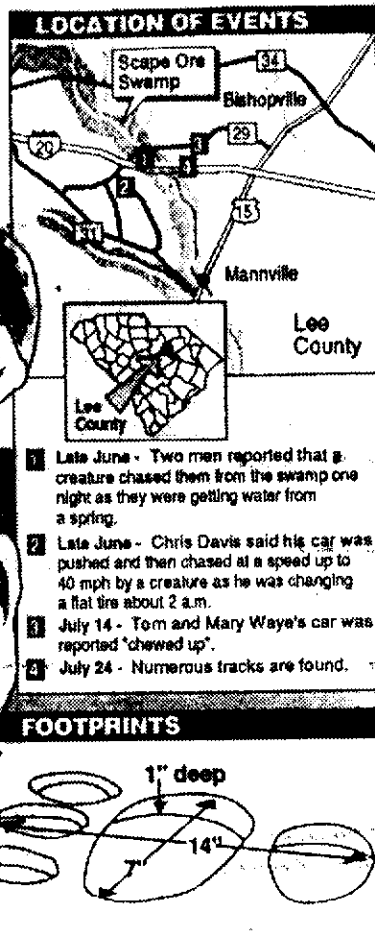 LOCATION OF EVENTS
Scape Ore
Swamp
34
Bishopville
20
1
4
29
3
2
15
31
Mannville
Lee
County
Lee
County
1 Late June - Two men reported that a
creature chased them from the swamp one
night as they were getting water from
a spring.
2 Late June - Chris Davis said his car was
pushed and then chased at a speed up to
40 mph by a creature as he was changing
a flat tire about 2 a.m.
3 July 14 - Tom and Mary Waye's car was
reported "chewed up".
4 July 24 - Numerous tracks are found.
FOOTPRINTS
1" deep
7"
14"